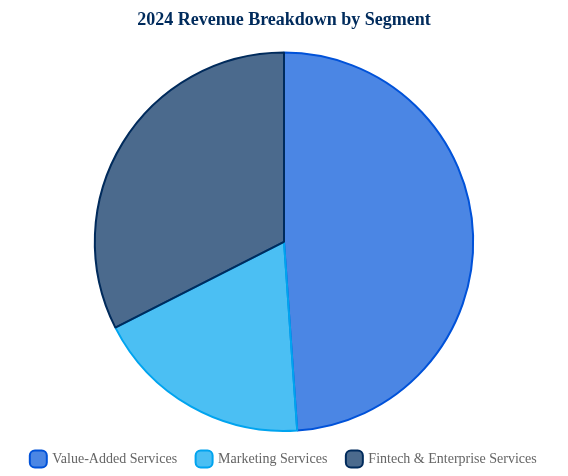 2024 Revenue Breakdown by Segment
Value-Added Services
Marketing Services
Fintech & Enterprise Services